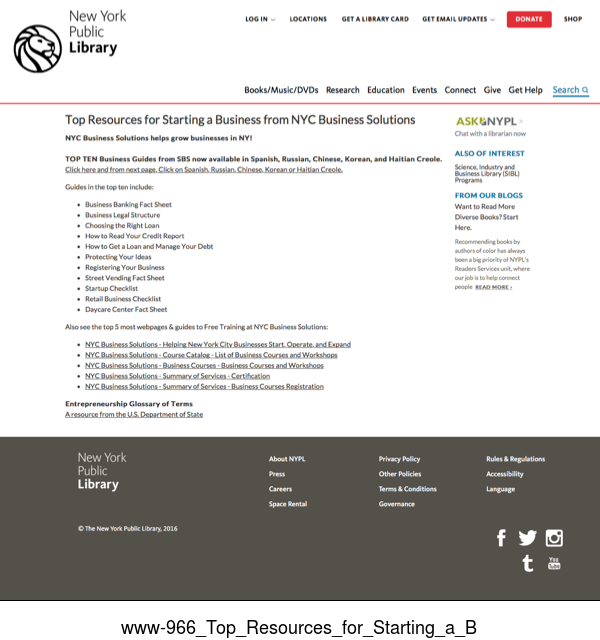 New York
Public
Library
LOG IN
LOCATIONS
GET A LIBRARY CARD
GET EMAIL UPDATES
DONATE
SHOP
Books/Music/DVDs Research Education Events Connect Give Get Help Search
Top Resources for Starting a Business from NYC Business Solutions
NYC Business Solutions helps grow businesses in NY!
TOP TEN Business Guides from SBS now available in Spanish, Russian, Chinese, Korean, and Haitian Creole.
Click here and from next page, Click on Spanish, Russian, Chinese, Korean or Haitian Creole.
Guides in the top ten include:
• Business Banking Fact Sheet
• Business Legal Structure
• Choosing the Right Loan
• How to Read Your Credit Report
• How to Get a Loan and Manage Your Debt
• Protecting Your Ideas
• Registering Your Business
• Street Vending Fact Sheet
• Startup Checklist
• Retail Business Checklist
• Daycare Center Fact Sheet
Also see the top 5 most webpages & guides to Free Training at NYC Business Solutions:
• NYC Business Solutions - Helping New York City Businesses Start, Operate, and Expand
• NYC Business Solutions - Course Catalog - List of Business Courses and Workshops
• NYC Business Solutions - Business Courses - Business Courses and Workshops
• NYC Business Solutions - Summary of Services - Certification
• NYC Business Solutions - Summary of Services - Business Courses Registration
Entrepreneurship Glossary of Terms
A resource from the U.S. Department of State
ASK NYPL >
Chat with a librarian now
ALSO OF INTEREST
Science, Industry and
Business Library (SIBL)
Programs
FROM OUR BLOGS
Want to Read More
Diverse Books? Start
Here.
Recommending books by
authors of color has always
been a big priority of NYPL's
Readers Services unit, where
our job is to help connect
people READ MORE ›
New York
Public
Library
About NYPL
Press
Careers
Space Rental
Privacy Policy
Other Policies
Terms & Conditions
Governance
Rules & Regulations
Accessibility
Language
© The New York Public Library, 2016
You
Tube
www-966_Top_Resources_for_Starting_a_B